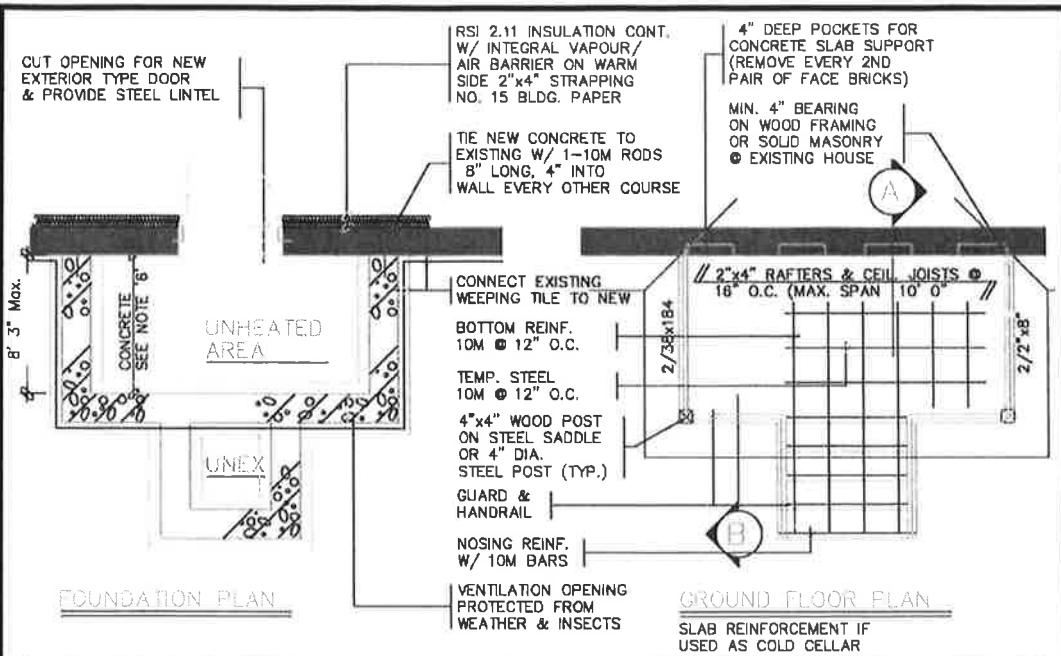 CUT OPENING FOR NEW
EXTERIOR TYPE DOOR
& PROVIDE STEEL LINTEL
RSI 2.11 INSULATION CONT.
W/ INTEGRAL VAPOUR/
AIR BARRIER ON WARM
SIDE 2"x4" STRAPPING
NO. 15 BLDG. PAPER
TIE NEW CONCRETE TO
EXISTING W/ 1-10M RODS
8" LONG, 4" INTO
WALL EVERY OTHER COURSE
4" DEEP POCKETS FOR
CONCRETE SLAB SUPPORT
(REMOVE EVERY 2ND
PAIR OF FACE BRICKS)
MIN. 4" BEARING
ON WOOD FRAMING
OR SOLID MASONRY
@ EXISTING HOUSE
A
8' 3" Max.
CONCRETE
SEE NOTE '6'
UNHEATED
AREA
UNEX
CONNECT EXISTING
WEEPING TILE TO NEW
BOTTOM REINF.
10M @ 12" O.C.
TEMP. STEEL
10M @ 12" O.C.
4"x4" WOOD POST
ON STEEL SADDLE
OR 4" DIA.
STEEL POST (TYP.)
GUARD &
HANDRAIL
NOSING REINF.
W/ 10M BARS
VENTILATION OPENING
PROTECTED FROM
WEATHER & INSECTS
2"x4" RAFTERS & CEIL. JOISTS @
16" O.C. (MAX. SPAN 10' 0"
2/38x184
2/2"x8"
B
FOUNDATION PLAN
GROUND FLOOR PLAN
SLAB REINFORCEMENT IF
USED AS COLD CELLAR